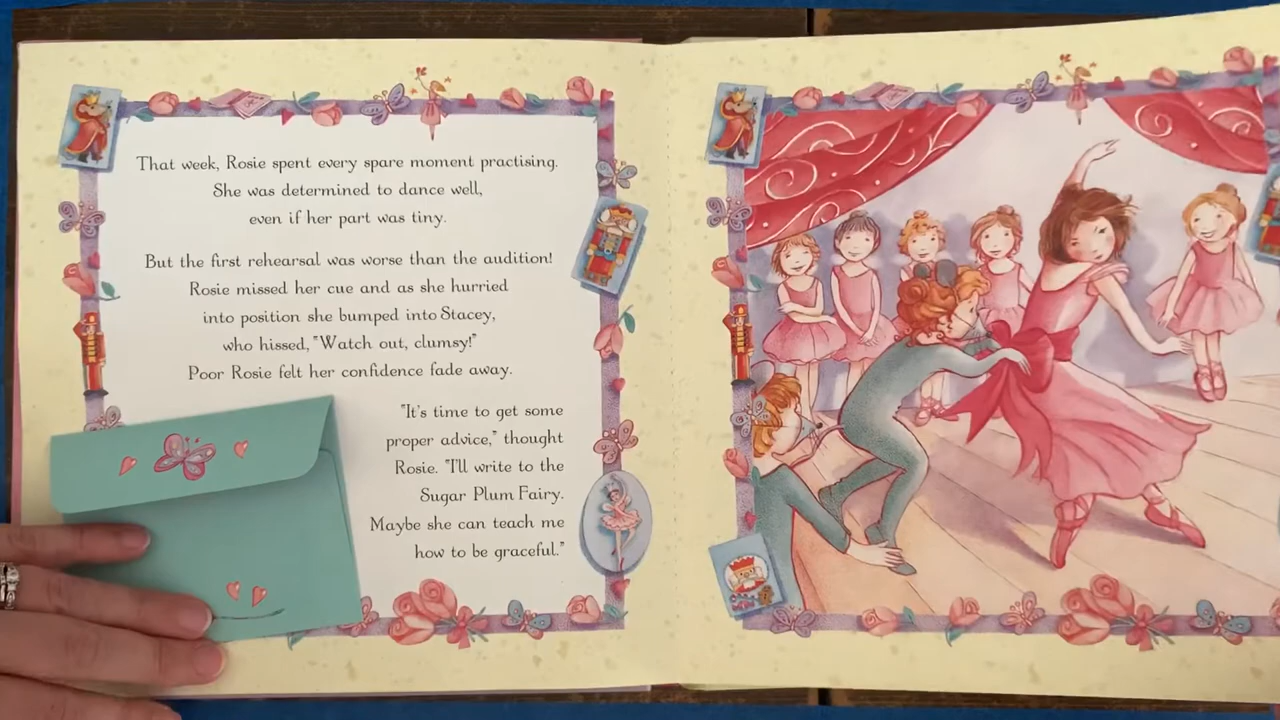 That week, Rosie spent every spare moment practising.
She was determined to dance well,
even if her part was tiny.
But the first rehearsal was worse than the audition!
Rosie missed her cue and as she hurried
into position she bumped into Stacey,
who hissed, "Watch out, clumsy!"
Poor Rosie felt her confidence fade away.
"It's time to get some
proper advice," thought
Rosie. "I'll write to the
Sugar Plum Fairy.
Maybe she can teach me
how to be graceful."